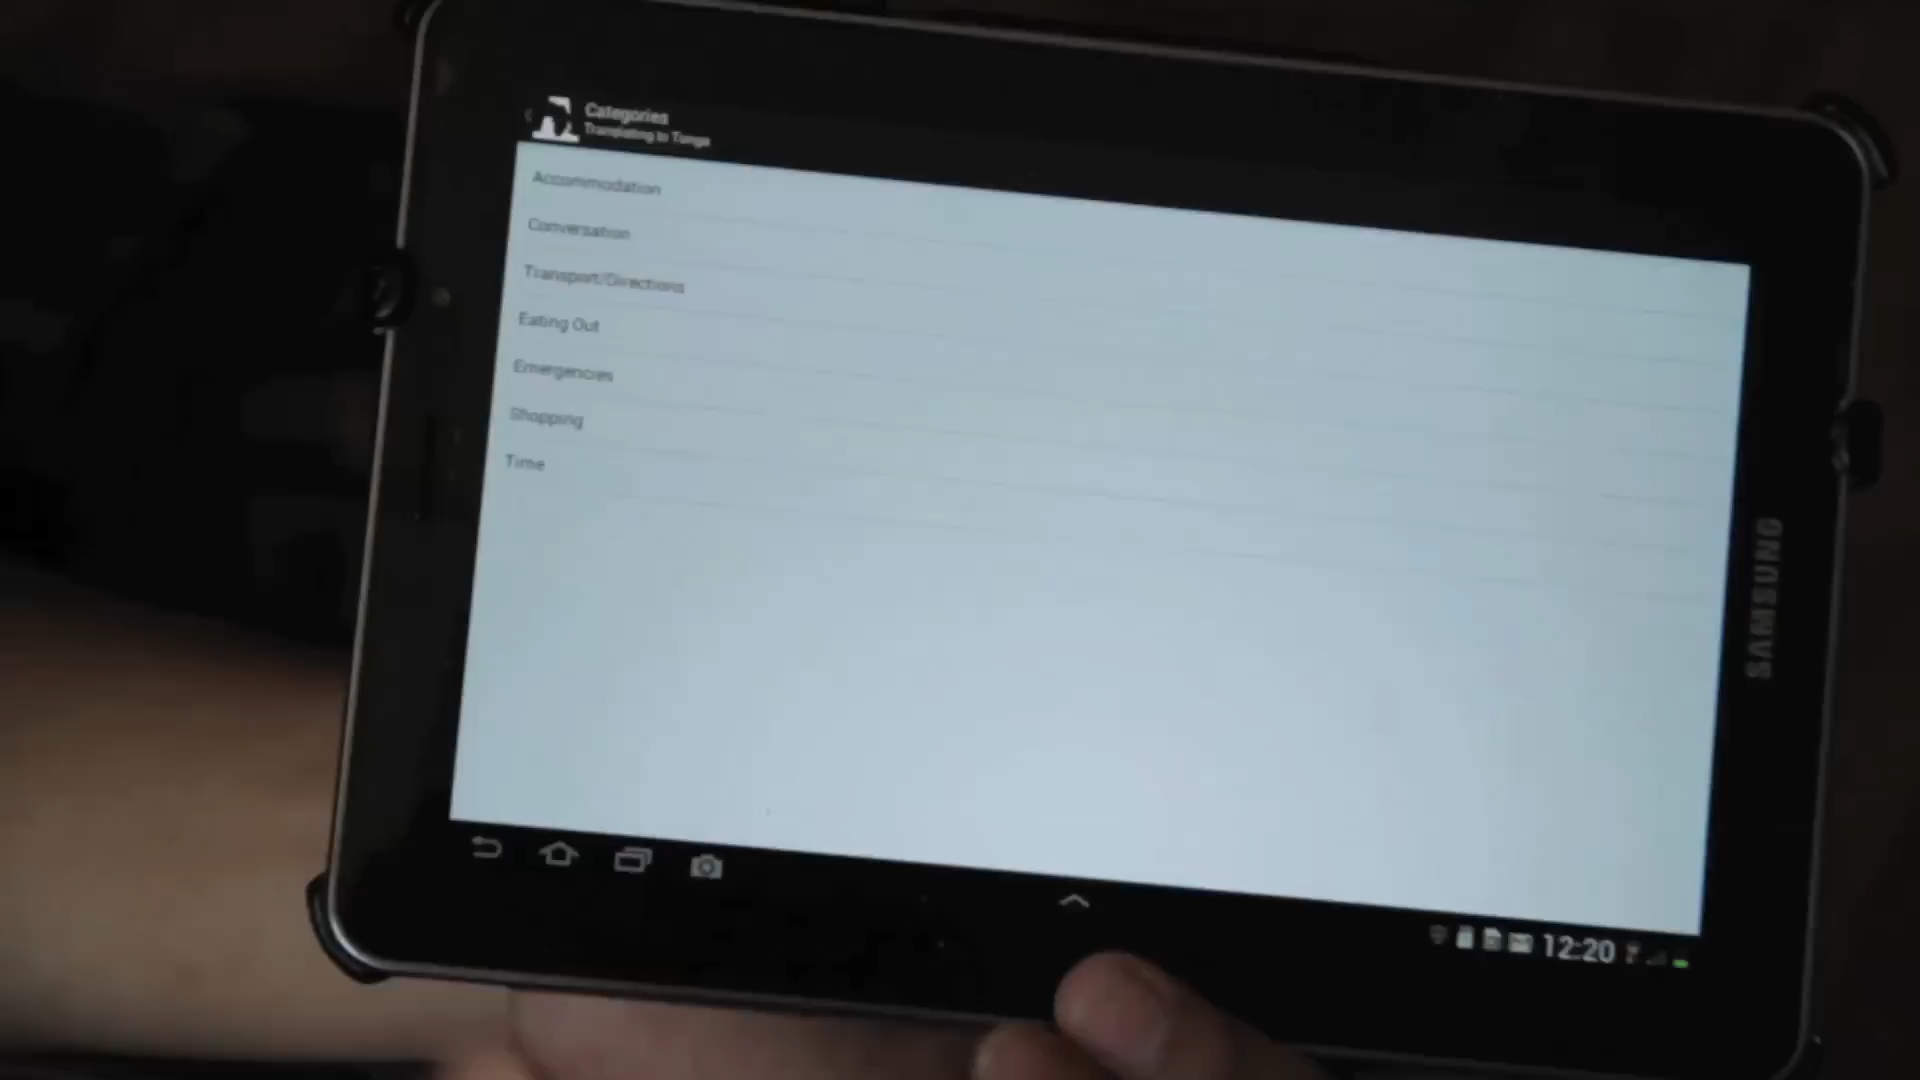 Categories
Translating to Tonga
Accommodation
Conversation
Transport/Directions
Eating Out
Emergencies
Shopping
Time
SAMSUNG
12:20